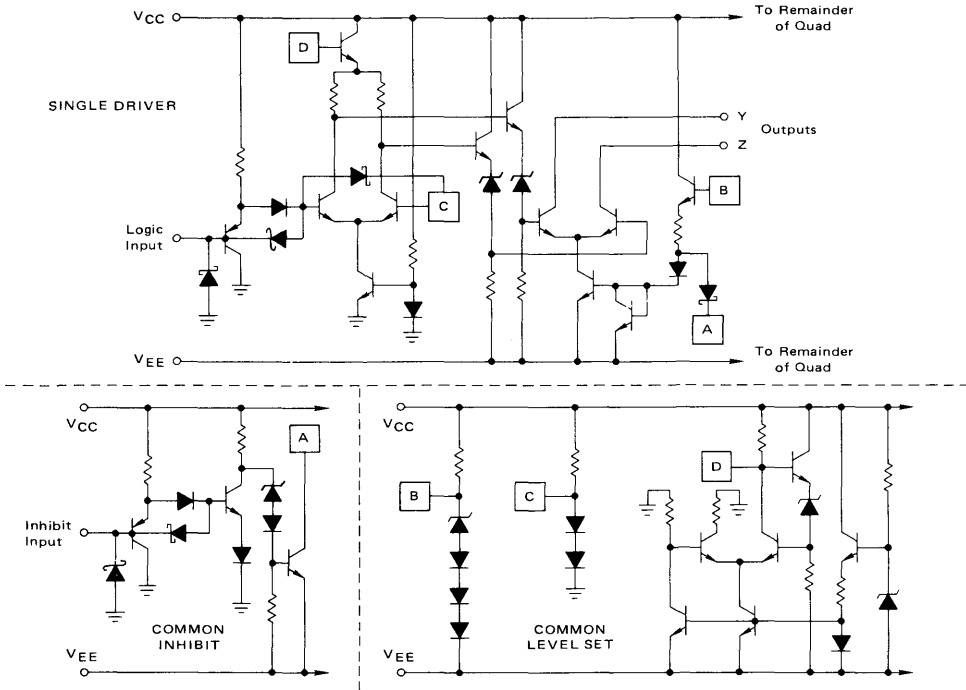 VCC
To Remainder
of Quad
D
SINGLE DRIVER
Y
Outputs
Z
B
C
Logic
Input
A
VEE
To Remainder
of Quad
VCC
A
Inhibit
Input
COMMON
INHIBIT
VEE
VCC
B
C
D
COMMON
LEVEL SET
VEE